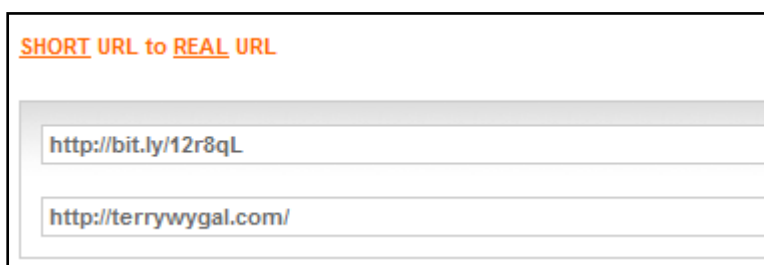 SHORT URL to REAL URL
http://bit.ly/12r8qL
http://terrywygal.com/